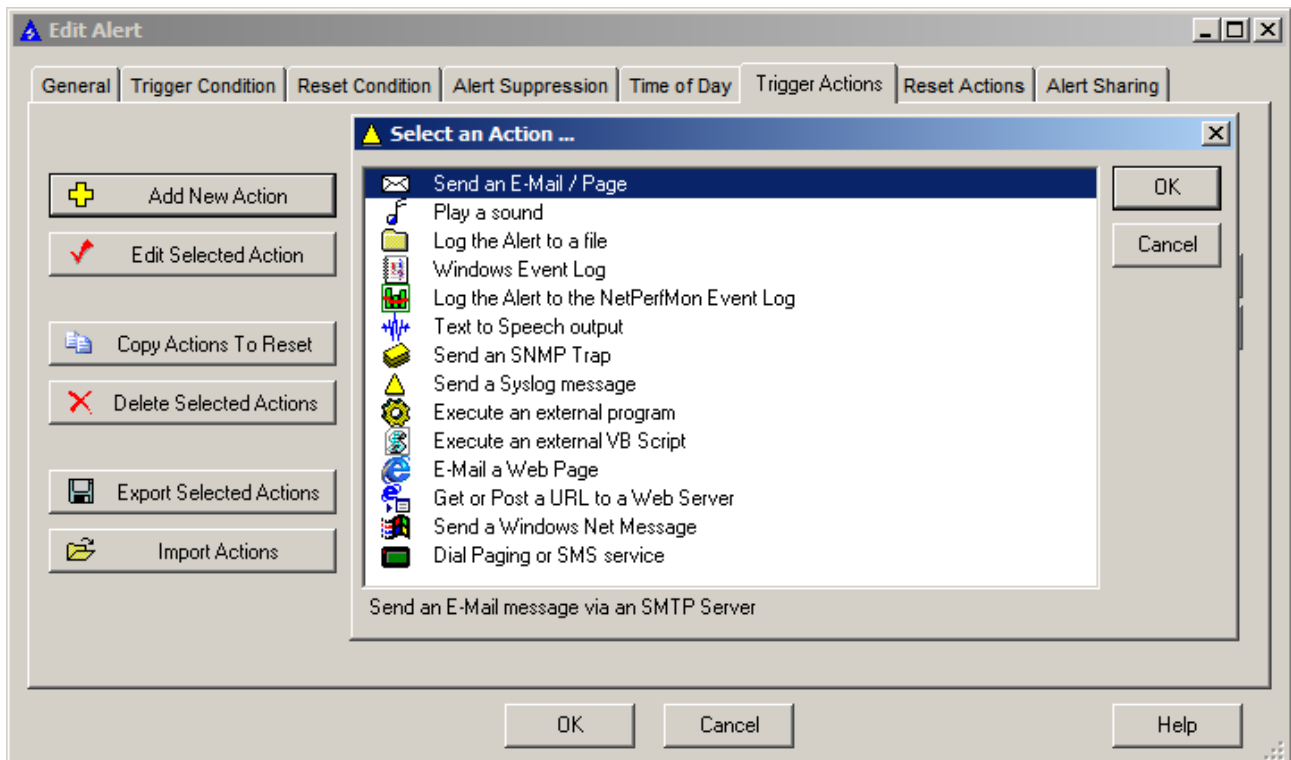 Edit Alert
General Trigger Condition Reset Condition Alert Suppression Time of Day Trigger Actions Reset Actions Alert Sharing
Select an Action ...
Add New Action
Edit Selected Action
Copy Actions To Reset
Delete Selected Actions
Export Selected Actions
Import Actions
Send an E-Mail / Page
Play a sound
Log the Alert to a file
Windows Event Log
Log the Alert to the NetPerfMon Event Log
Text to Speech output
Send an SNMP Trap
Send a Syslog message
Execute an external program
Execute an external VB Script
E-Mail a Web Page
Get or Post a URL to a Web Server
Send a Windows Net Message
Dial Paging or SMS service
OK
Cancel
Send an E-Mail message via an SMTP Server
OK Cancel Help